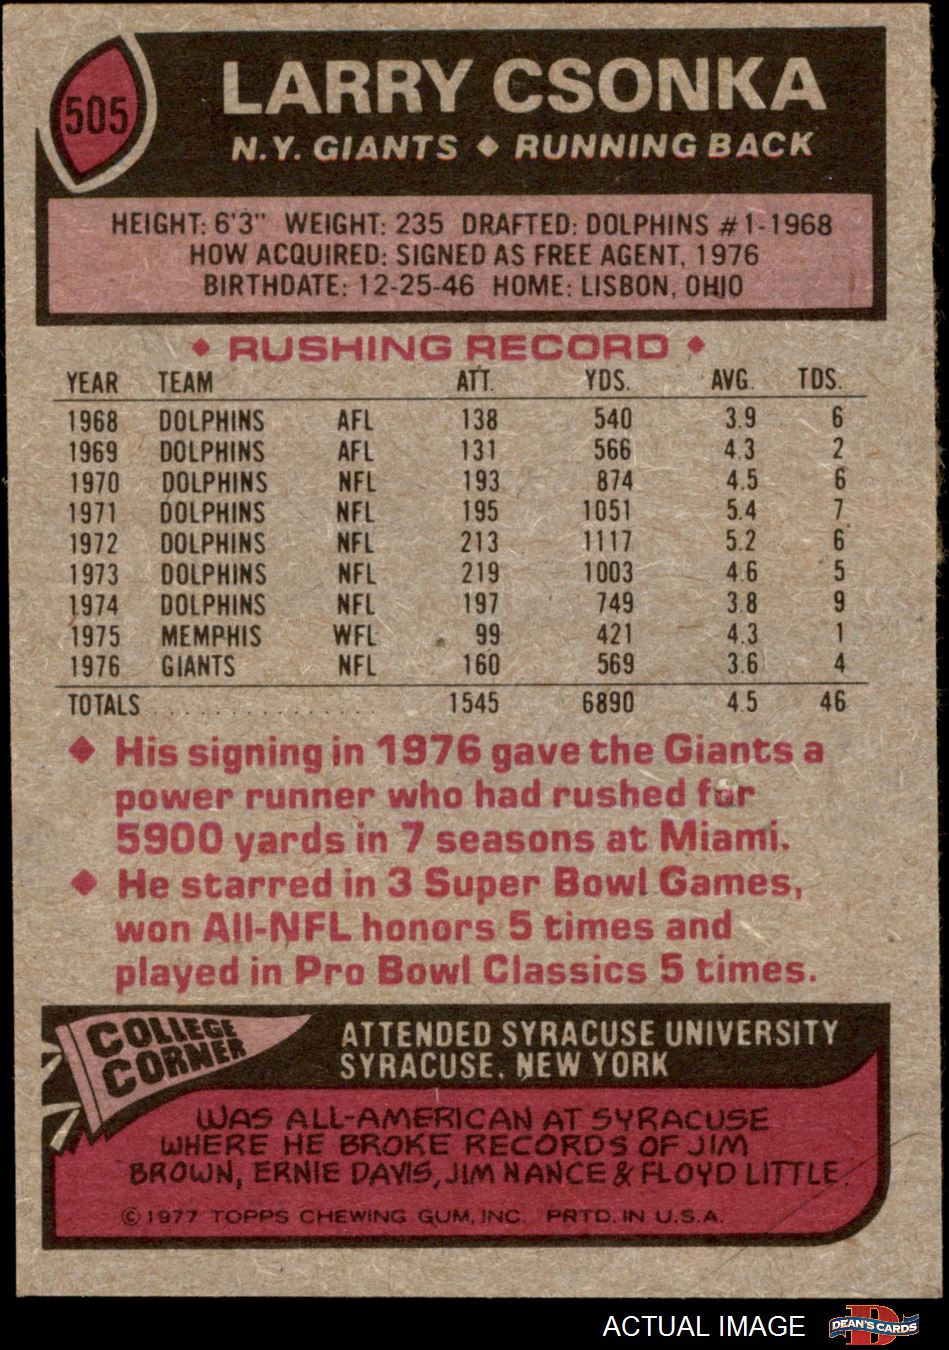 505
LARRY CSONKA
N.Y. GIANTS ◆ RUNNING BACK
HEIGHT: 6'3" WEIGHT: 235 DRAFTED: DOLPHINS #1-1968
HOW ACQUIRED: SIGNED AS FREE AGENT, 1976
BIRTHDATE: 12-25-46 HOME: LISBON, OHIO
◆ RUSHING RECORD ◆
YEAR TEAM ATT. YDS. AVG. TDS.
1968 DOLPHINS AFL 138 540 3.9 6
1969 DOLPHINS AFL 131 566 4.3 2
1970 DOLPHINS NFL 193 874 4.5 6
1971 DOLPHINS NFL 195 1051 5.4 7
1972 DOLPHINS NFL 213 1117 5.2 6
1973 DOLPHINS NFL 219 1003 4.6 5
1974 DOLPHINS NFL 197 749 3.8 9
1975 MEMPHIS WFL 99 421 4.3 1
1976 GIANTS NFL 160 569 3.6 4
TOTALS . . . . . . . . . . . . . . . 1545 6890 4.5 46
◆ His signing in 1976 gave the Giants a
power runner who had rushed for
5900 yards in 7 seasons at Miami.
◆ He starred in 3 Super Bowl Games,
won All-NFL honors 5 times and
played in Pro Bowl Classics 5 times.
COLLEGE
CORNER
ATTENDED SYRACUSE UNIVERSITY
SYRACUSE, NEW YORK
WAS ALL-AMERICAN AT SYRACUSE
WHERE HE BROKE RECORDS OF JIM
BROWN, ERNIE DAVIS, JIM NANCE & FLOYD LITTLE.
© 1977 TOPPS CHEWING GUM, INC. PRTD. IN U.S.A.
ACTUAL IMAGE
D
DEAN'S CARDS